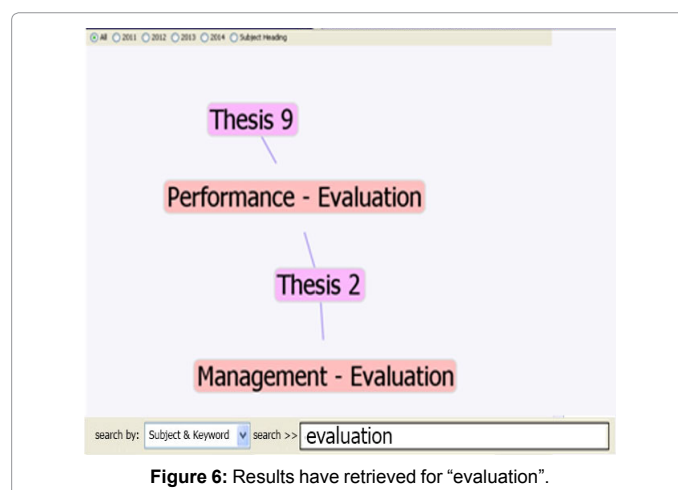 All 2011 2012 2013 2014 Subject Heading
Thesis 9
Performance - Evaluation
Thesis 2
Management - Evaluation
search by: Subject & Keyword search >> evaluation
Figure 6: Results have retrieved for “evaluation”.